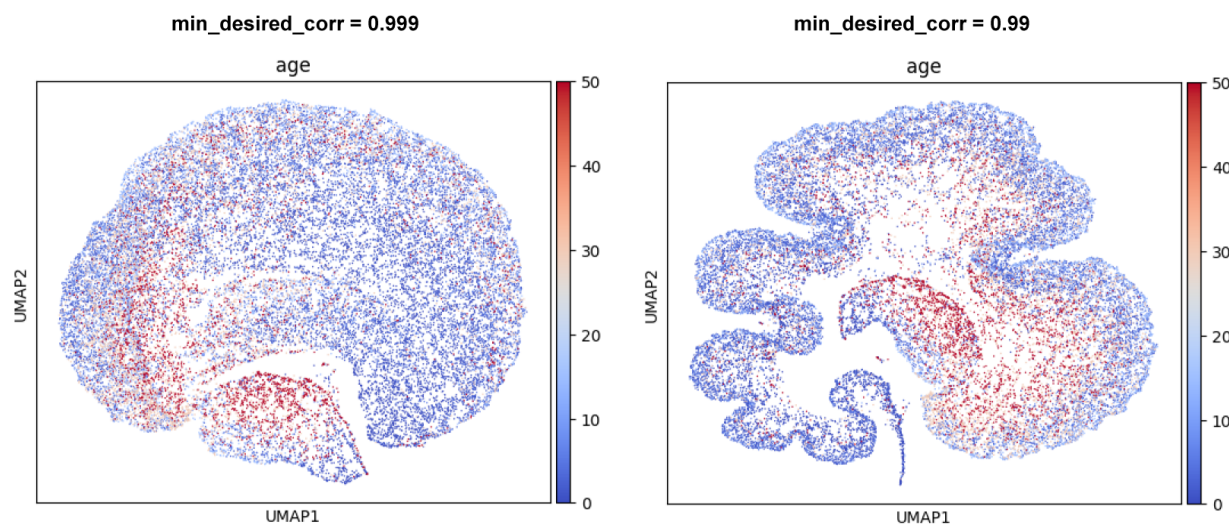 min_desired_corr = 0.999
age
50
40
30
20
10
0
UMAP2
UMAP1
min_desired_corr = 0.99
age
50
40
30
20
10
0
UMAP2
UMAP1